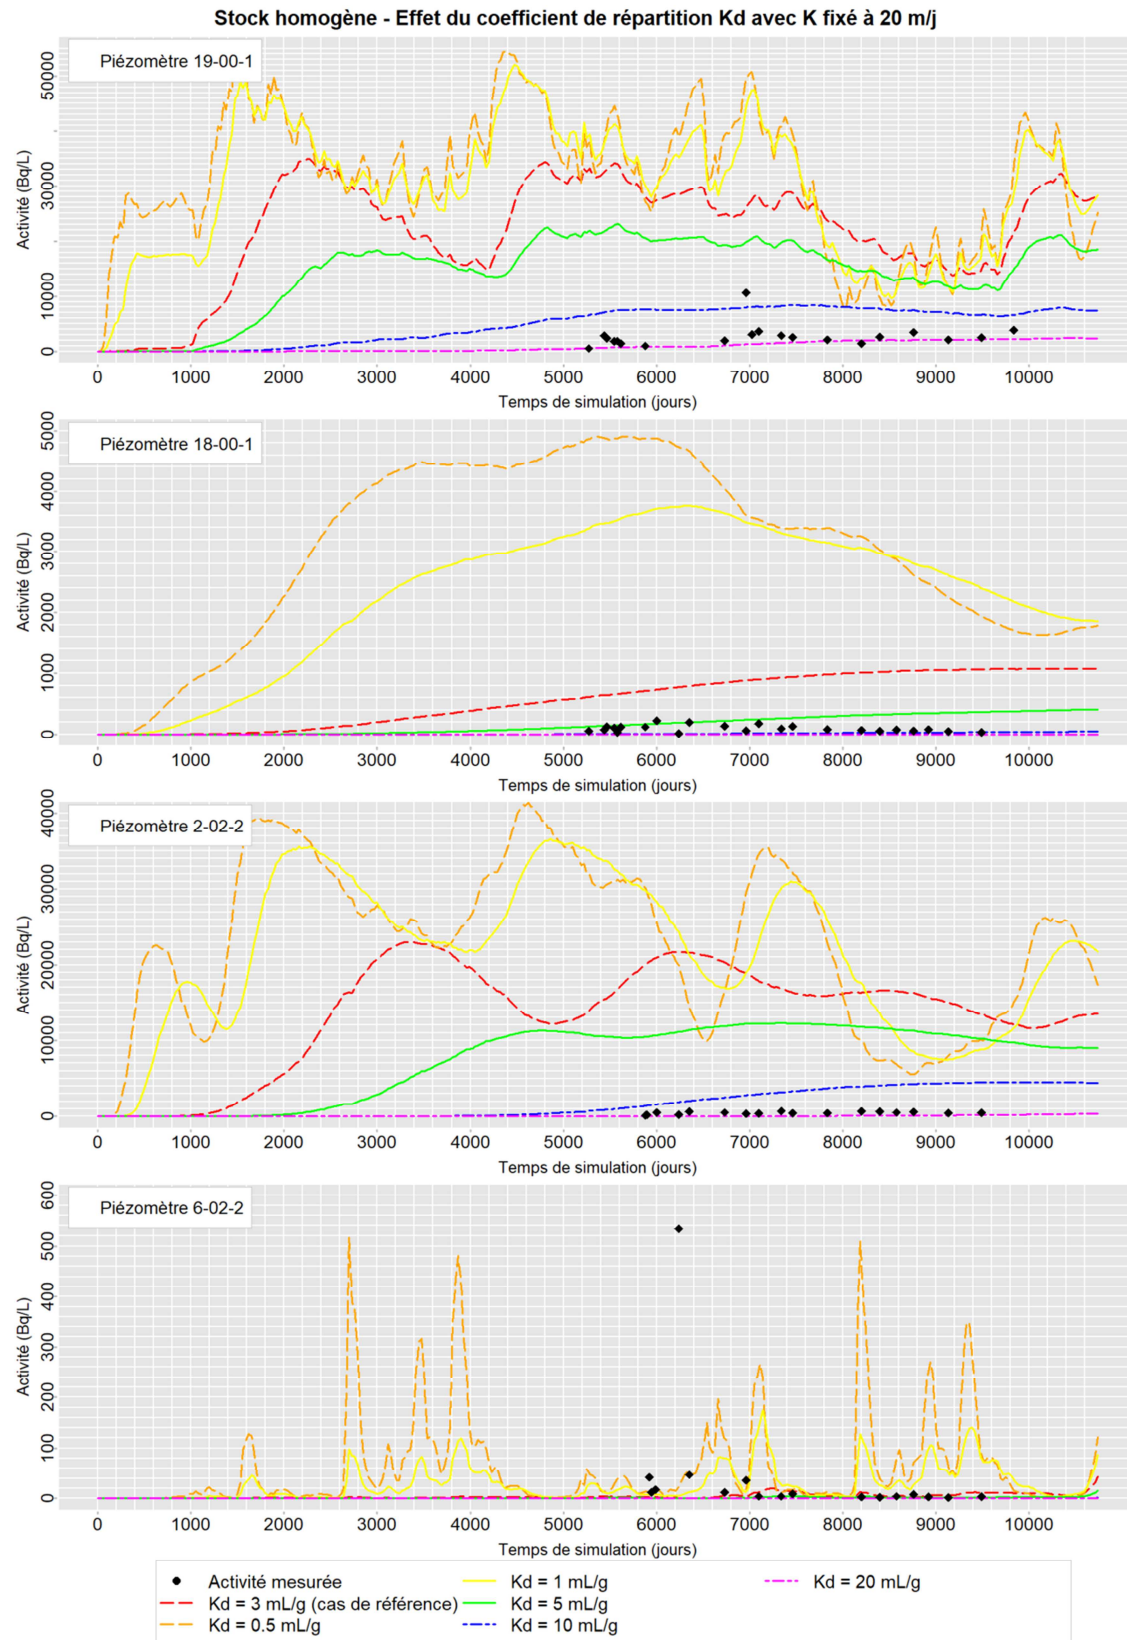 Stock homogène - Effet du coefficient de répartition Kd avec K fixé à 20 m/j
Piézomètre 19-00-1
Activité (Bq/L)
50000
30000
10000
0
0 1000 2000 3000 4000 5000 6000 7000 8000 9000 10000
Temps de simulation (jours)
Piézomètre 18-00-1
Activité (Bq/L)
5000
4000
3000
2000
1000
0
0 1000 2000 3000 4000 5000 6000 7000 8000 9000 10000
Temps de simulation (jours)
Piézomètre 2-02-2
Activité (Bq/L)
40000
30000
20000
10000
0
0 1000 2000 3000 4000 5000 6000 7000 8000 9000 10000
Temps de simulation (jours)
Piézomètre 6-02-2
Activité (Bq/L)
600
500
400
300
200
100
0
0 1000 2000 3000 4000 5000 6000 7000 8000 9000 10000
Temps de simulation (jours)
Activité mesurée Kd = 1 mL/g Kd = 20 mL/g
Kd = 3 mL/g (cas de référence) Kd = 5 mL/g
Kd = 0.5 mL/g Kd = 10 mL/g